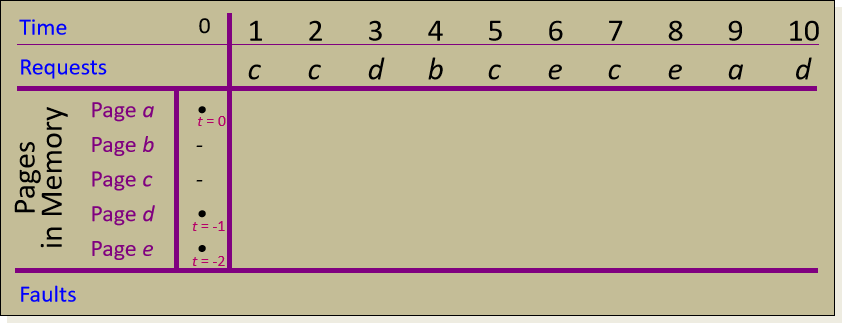 Time 0 1 2 3 4 5 6 7 8 9 10
Requests c c d b c e c e a d
Pages in Memory
Page a •
t = 0
Page b -
Page c -
Page d •
t = -1
Page e •
t = -2
Faults